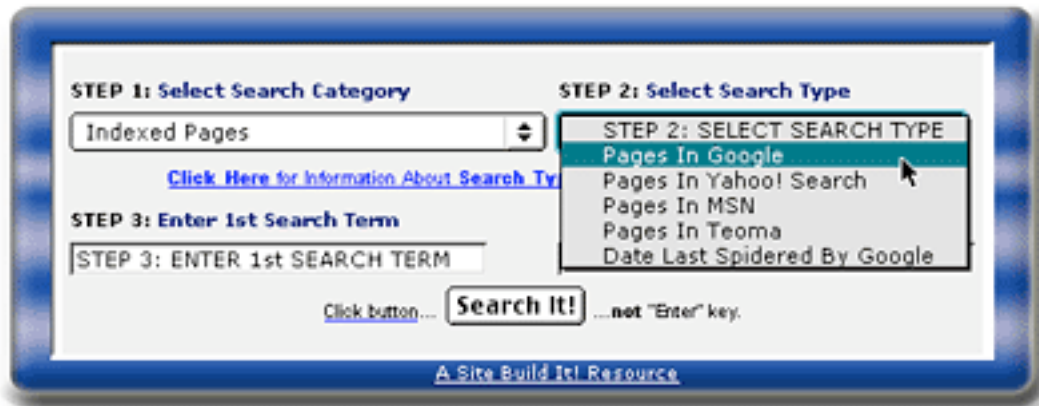 STEP 1: Select Search Category
STEP 2: Select Search Type
Indexed Pages
STEP 2: SELECT SEARCH TYPE
Pages In Google
Pages In Yahoo! Search
Pages In MSN
Pages In Teoma
Date Last Spidered By Google
Click Here for Information About Search Ty
STEP 3: Enter 1st Search Term
STEP 3: ENTER 1st SEARCH TERM
Click button... Search It! ...not "Enter" key.
A Site Build It! Resource